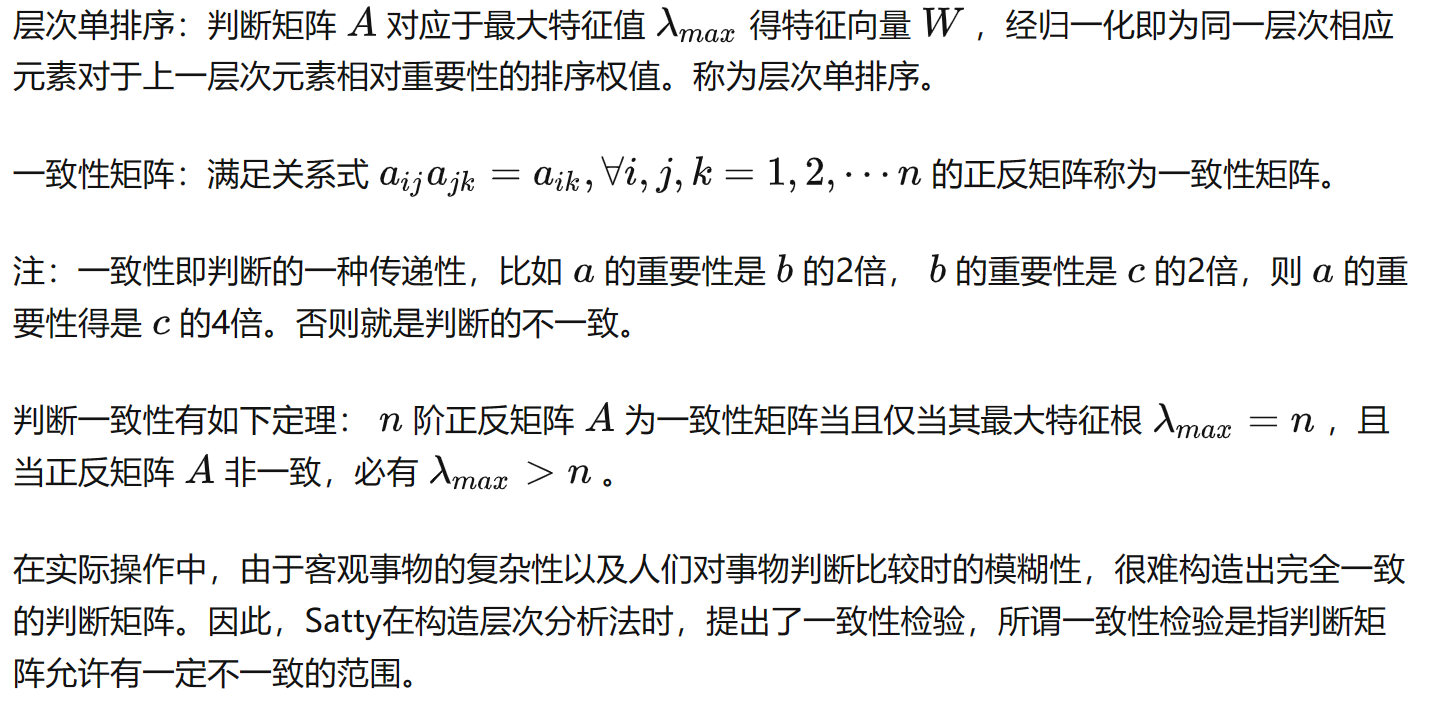 层次单排序：判断矩阵 A 对应于最大特征值 λ_{max} 得特征向量 W ，经归一化即为同一层次相应
元素对于上一层次元素相对重要性的排序权值。称为层次单排序。
一致性矩阵：满足关系式 a_{ij}a_{jk} = a_{ik}, ∀i, j, k = 1, 2, ⋯ n 的正反矩阵称为一致性矩阵。
注：一致性即判断的一种传递性，比如 a 的重要性是 b 的2倍， b 的重要性是 c 的2倍，则 a 的重
要性得是 c 的4倍。否则就是判断的不一致。
判断一致性有如下定理： n 阶正反矩阵 A 为一致性矩阵当且仅当其最大特征根 λ_{max} = n ，且
当正反矩阵 A 非一致，必有 λ_{max} > n 。
在实际操作中，由于客观事物的复杂性以及人们对事物判断比较时的模糊性，很难构造出完全一致
的判断矩阵。因此，Satty在构造层次分析法时，提出了一致性检验，所谓一致性检验是指判断矩
阵允许有一定不一致的范围。